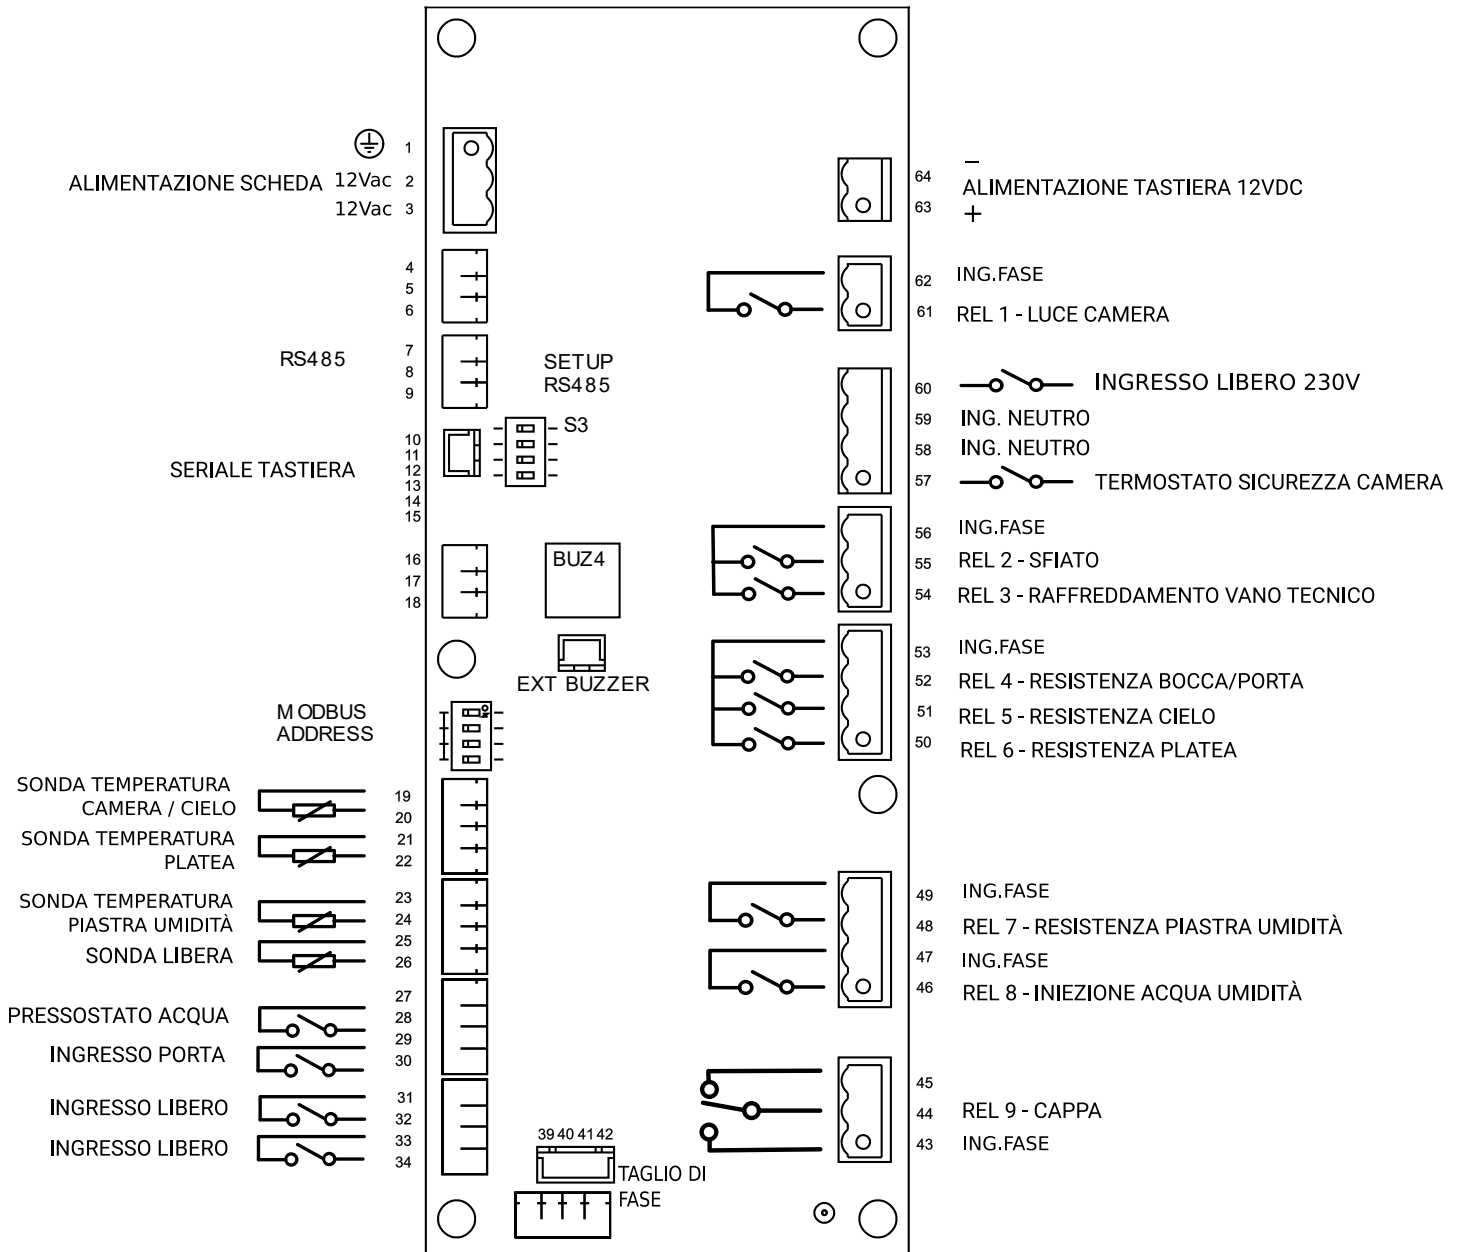 ALIMENTAZIONE SCHEDA
1
12Vac 2
12Vac 3
4
5
6
RS485
7
8
9
SETUP
RS485
S3
SERIALE TASTIERA
10
11
12
13
14
15
16
17
18
BUZ4
EXT BUZZER
MODBUS
ADDRESS
SONDA TEMPERATURA
CAMERA / CIELO
19
20
SONDA TEMPERATURA
PLATEA
21
22
SONDA TEMPERATURA
PIASTRA UMIDITÀ
23
24
SONDA LIBERA
25
26
PRESSOSTATO ACQUA
27
28
INGRESSO PORTA
29
30
INGRESSO LIBERO
31
32
INGRESSO LIBERO
33
34
39 40 41 42
TAGLIO DI
FASE
64 −
ALIMENTAZIONE TASTIERA 12VDC
63 +
62 ING.FASE
61 REL 1 - LUCE CAMERA
60 INGRESSO LIBERO 230V
59 ING. NEUTRO
58 ING. NEUTRO
57 TERMOSTATO SICUREZZA CAMERA
56 ING.FASE
55 REL 2 - SFIATO
54 REL 3 - RAFFREDDAMENTO VANO TECNICO
53 ING.FASE
52 REL 4 - RESISTENZA BOCCA/PORTA
51 REL 5 - RESISTENZA CIELO
50 REL 6 - RESISTENZA PLATEA
49 ING.FASE
48 REL 7 - RESISTENZA PIASTRA UMIDITÀ
47 ING.FASE
46 REL 8 - INIEZIONE ACQUA UMIDITÀ
45
44 REL 9 - CAPPA
43 ING.FASE